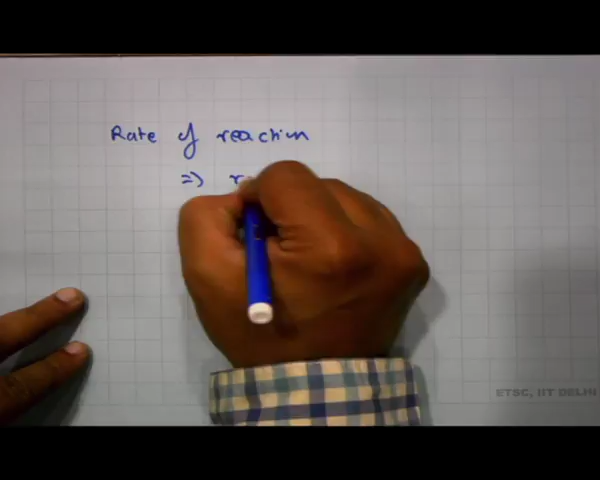 Rate of reaction
⇒ r
ETSC, IIT DELHI